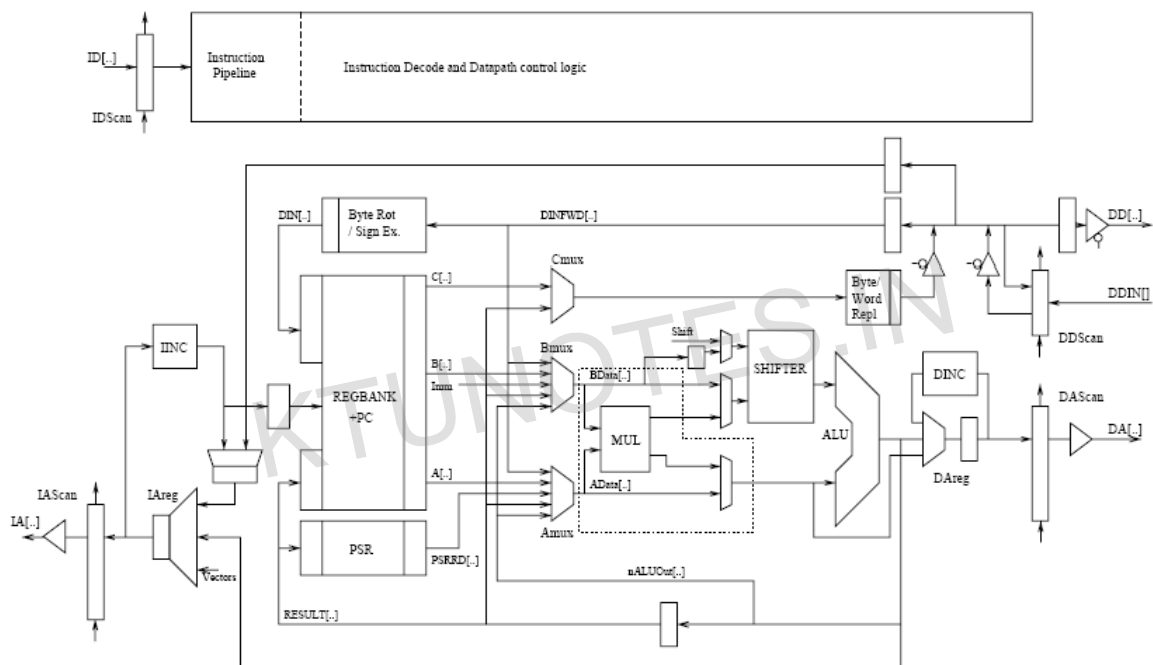 ID[..]
Instruction
Pipeline
Instruction Decode and Datapath control logic
IDScan
DIN[..]
Byte Rot
/ Sign Ex.
DINFWD[..]
DD[..]
C[..]
Cmux
Byte/
Word
Repl
DDIN[]
DDScan
IINC
Shift
Bmux
B[..]
Imm
BData[..]
SHIFTER
DINC
REGBANK
+PC
DAScan
MUL
ALU
DA[..]
A[..]
AData[..]
DAreg
IAScan
IAreg
IA[..]
Amux
PSR
PSRRD[..]
Vectors
nALUOut[..]
RESULT[..]
KTUNOTES.IN